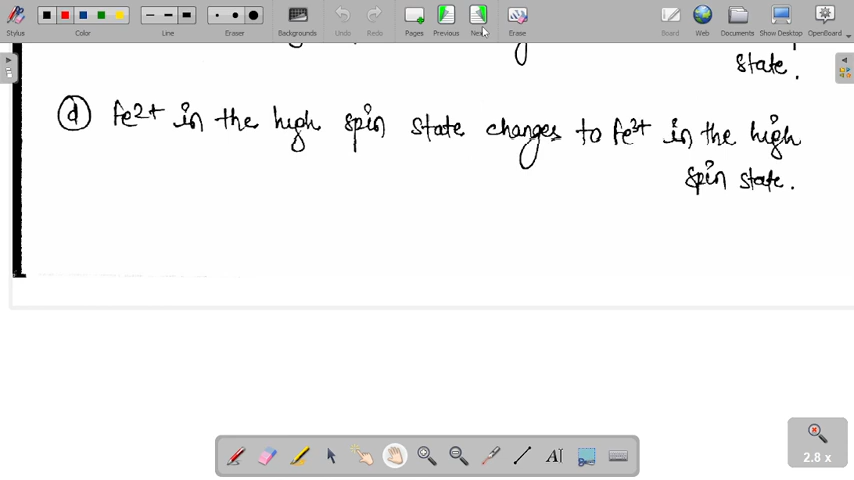 Stylus
Color
Line
Eraser
Backgrounds
Undo
Redo
Pages
Previous
Next
Erase
Board
Web
Documents
Show Desktop
OpenBoard
state.
(d) Fe2+ in the high spin state changes to Fe3+ in the high
spin state.
2.8 x